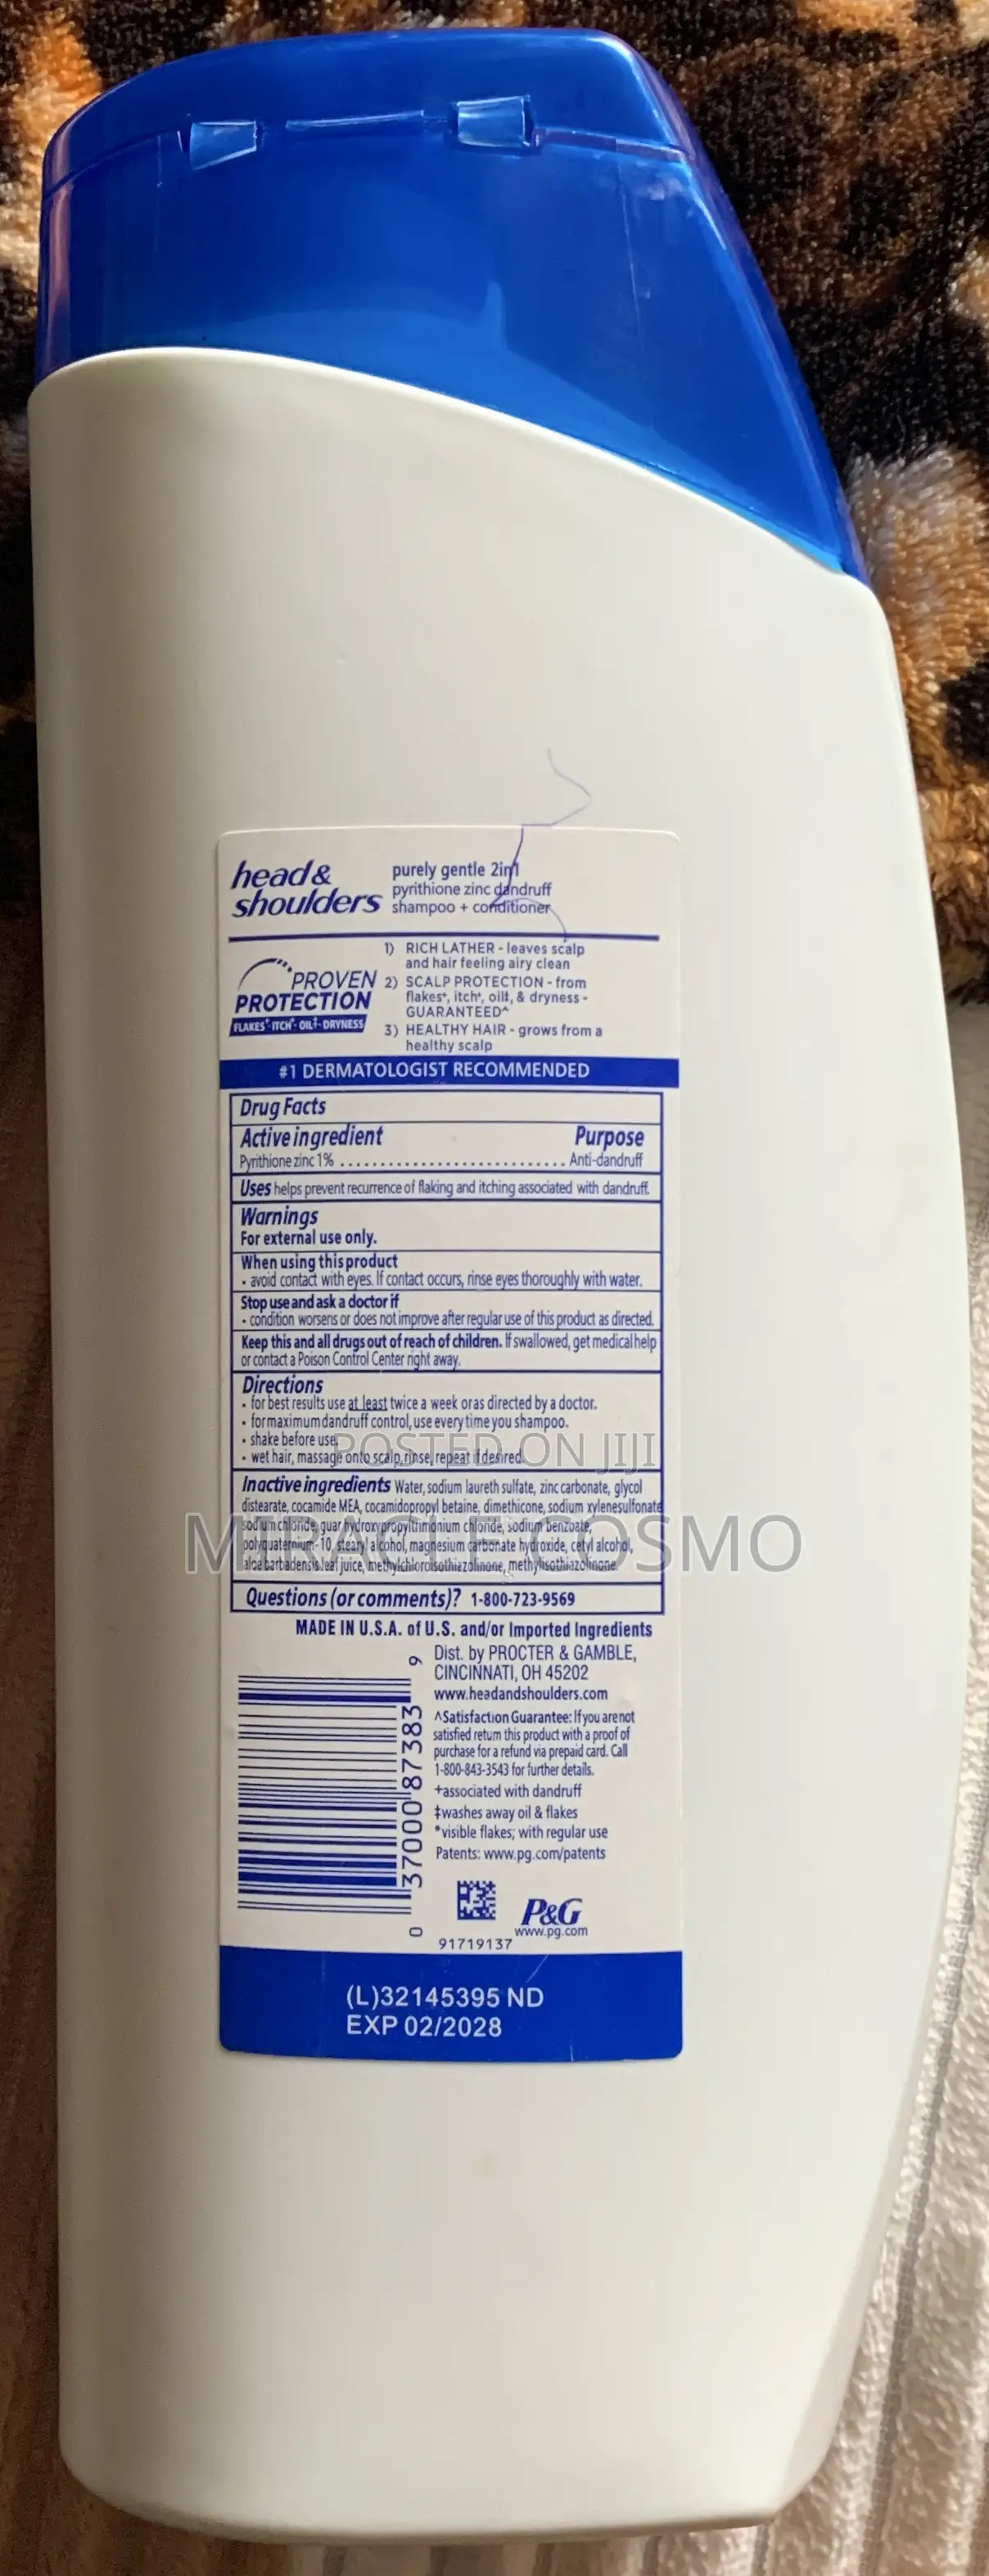 head &
shoulders
purely gentle 2in1
pyrithione zinc dandruff
shampoo + conditioner
PROVEN
PROTECTION
FLAKES*· ITCH⁺· OIL‡· DRYNESS
1) RICH LATHER - leaves scalp
and hair feeling airy clean
2) SCALP PROTECTION - from
flakes*, itch⁺, oil‡, & dryness -
GUARANTEED^
3) HEALTHY HAIR - grows from a
healthy scalp
#1 DERMATOLOGIST RECOMMENDED
Drug Facts
Active ingredient Purpose
Pyrithione zinc 1% ............................ Anti-dandruff
Uses helps prevent recurrence of flaking and itching associated with dandruff.
Warnings
For external use only.
When using this product
• avoid contact with eyes. If contact occurs, rinse eyes thoroughly with water.
Stop use and ask a doctor if
• condition worsens or does not improve after regular use of this product as directed.
Keep this and all drugs out of reach of children. If swallowed, get medical help
or contact a Poison Control Center right away.
Directions
• for best results use at least twice a week or as directed by a doctor.
• for maximum dandruff control, use every time you shampoo.
• shake before use.
• wet hair, massage onto scalp, rinse, repeat if desired.
POSTED ON JIJI
Inactive ingredients Water, sodium laureth sulfate, zinc carbonate, glycol
distearate, cocamide MEA, cocamidopropyl betaine, dimethicone, sodium xylenesulfonate
sodium chloride, guar hydroxypropyltrimonium chloride, sodium benzoate,
polyquaternium-10, stearyl alcohol, magnesium carbonate hydroxide, cetyl alcohol,
aloe barbadensis leaf juice, methylchloroisothiazolinone, methylisothiazolinone.
MIRACLE COSMO
Questions (or comments)? 1-800-723-9569
MADE IN U.S.A. of U.S. and/or Imported Ingredients
Dist. by PROCTER & GAMBLE,
CINCINNATI, OH 45202
www.headandshoulders.com
^Satisfaction Guarantee: If you are not
satisfied return this product with a proof of
purchase for a refund via prepaid card. Call
1-800-843-3543 for further details.
+associated with dandruff
‡washes away oil & flakes
*visible flakes; with regular use
Patents: www.pg.com/patents
0 37000 87383 9
P&G
www.pg.com
91719137
(L)32145395 ND
EXP 02/2028